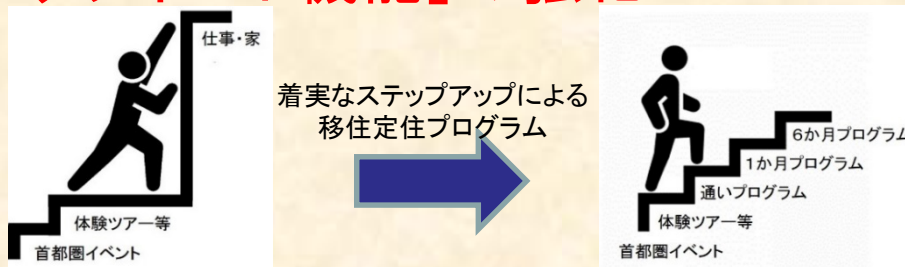 仕事・家
体験ツアー等
首都圏イベント
着実なステップアップによる
移住定住プログラム
6か月プログラム
1か月プログラム
通いプログラム
体験ツアー等
首都圏イベント